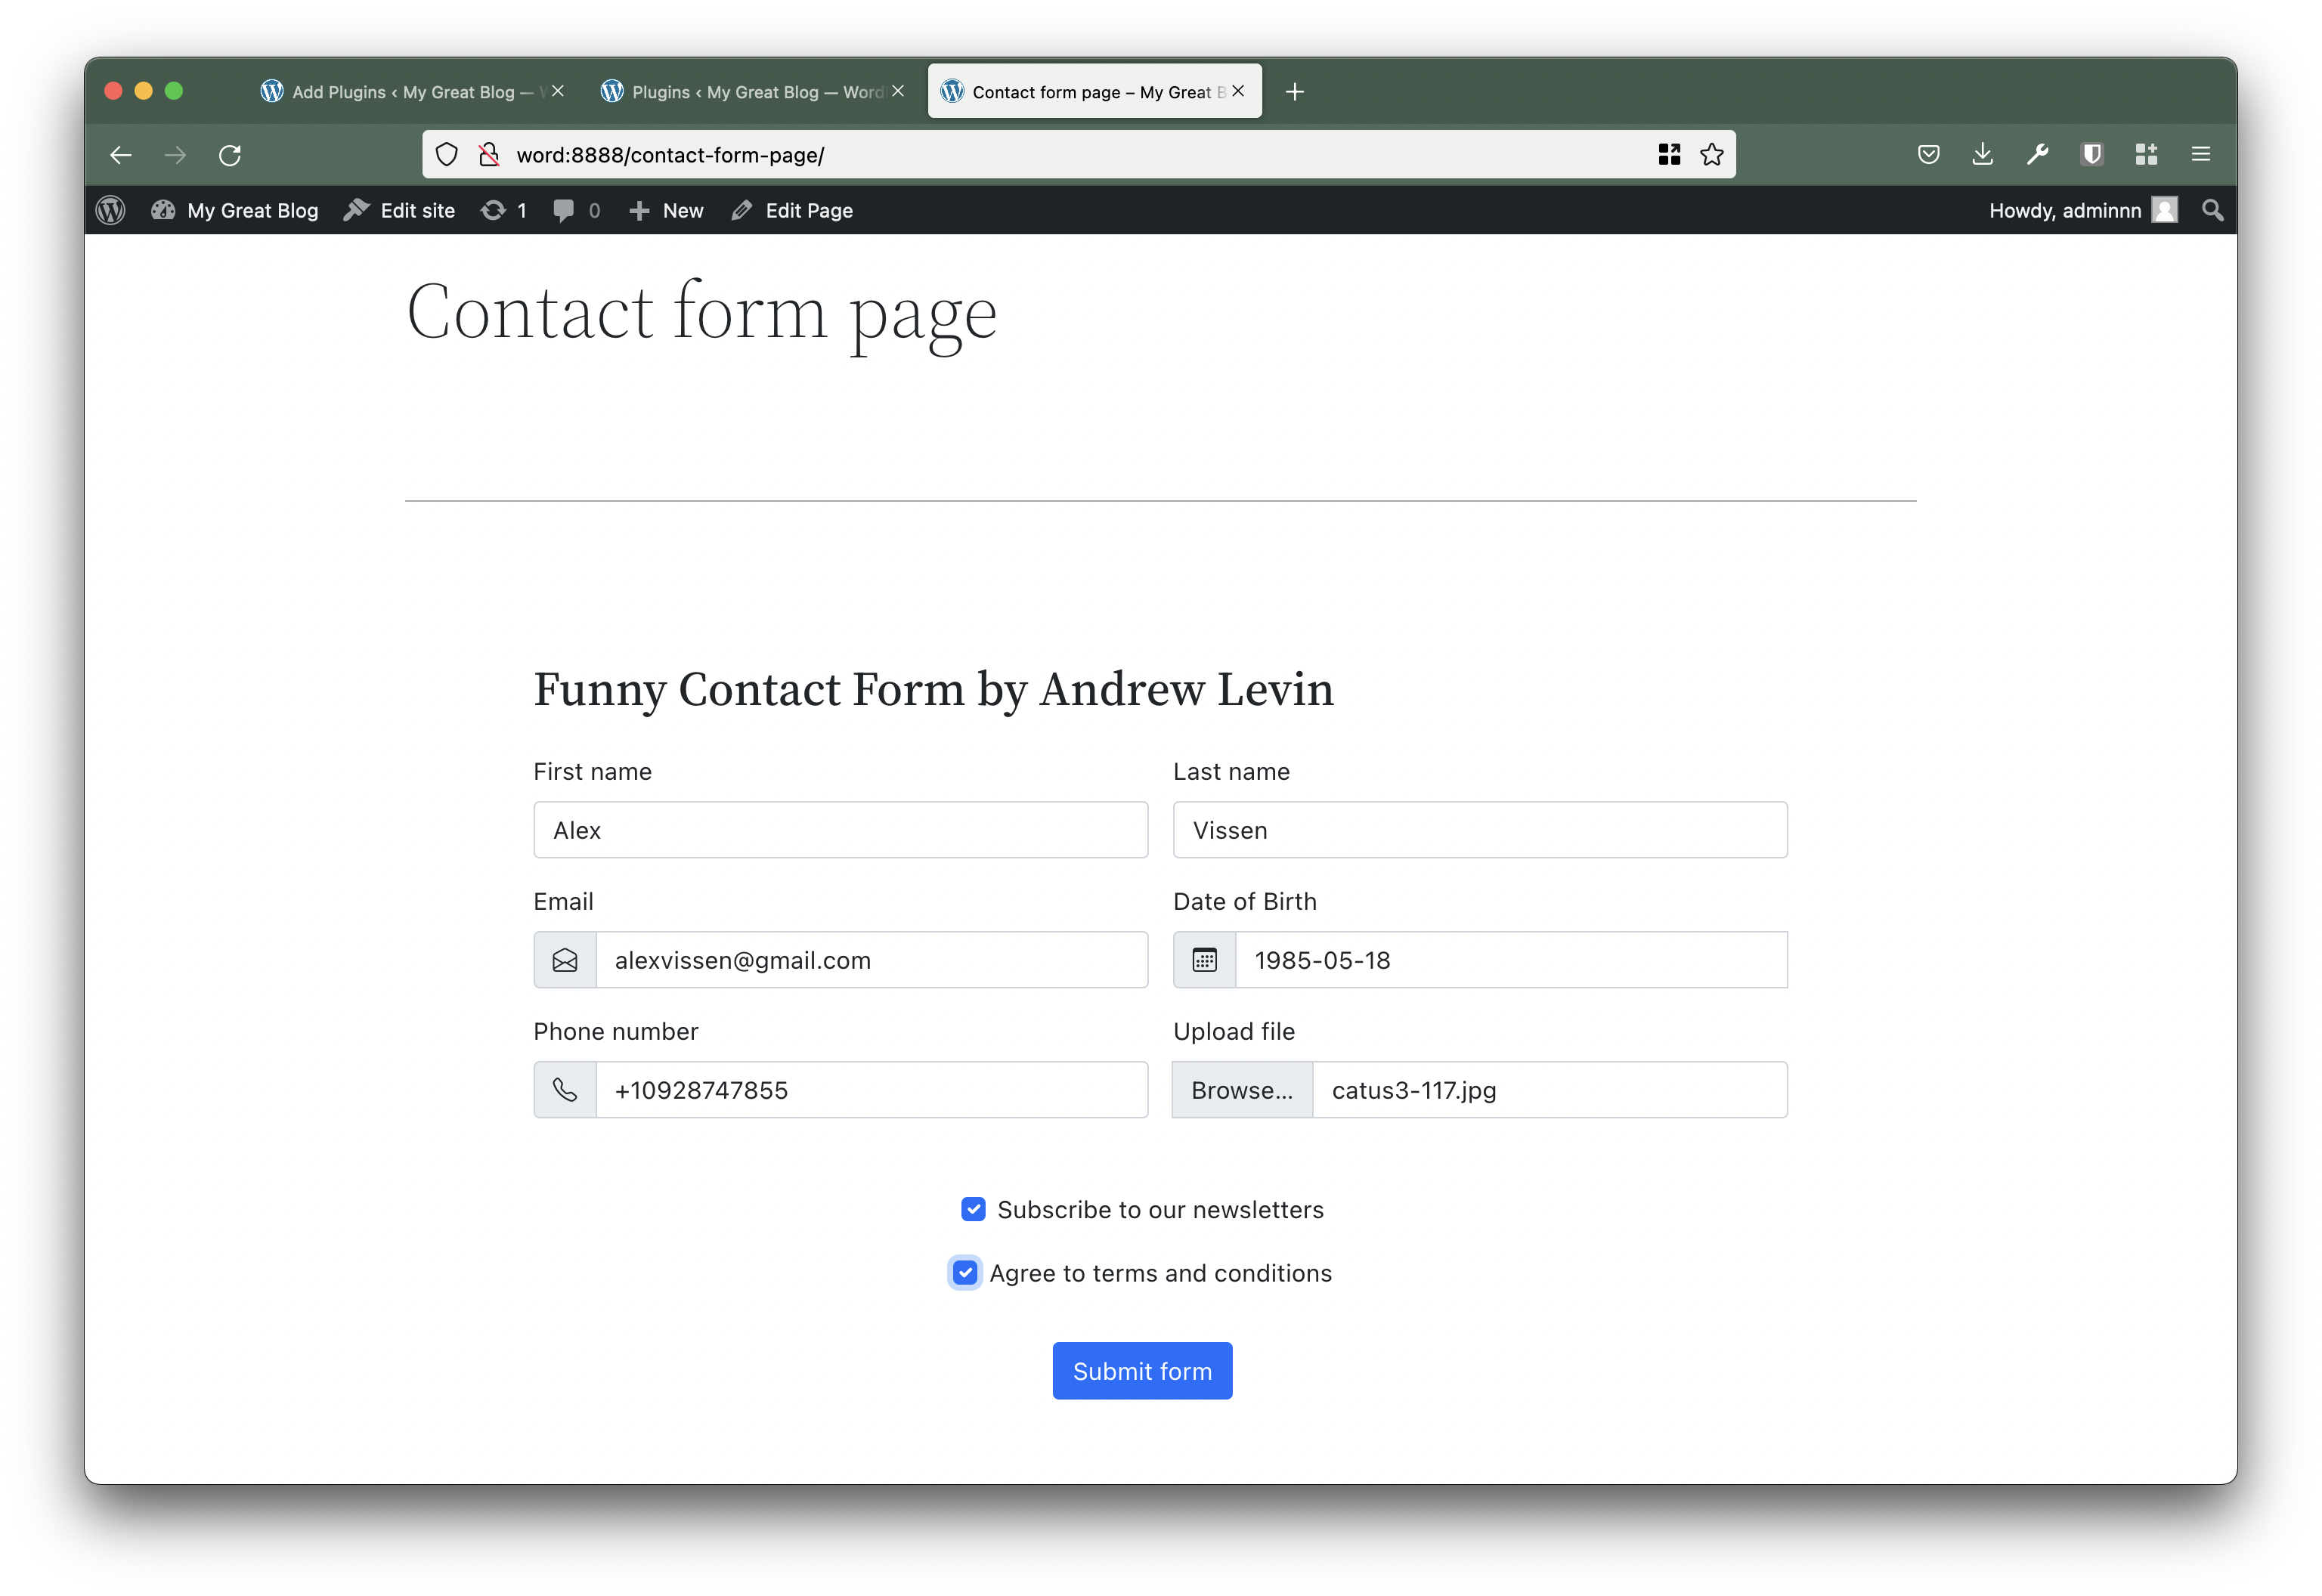 Add Plugins ‹ My Great Blog —
Plugins ‹ My Great Blog — Word
Contact form page – My Great B
word:8888/contact-form-page/
My Great Blog Edit site 1 0 New Edit Page Howdy, adminnn
Contact form page
Funny Contact Form by Andrew Levin
First name Last name
Alex Vissen
Email Date of Birth
alexvissen@gmail.com 1985-05-18
Phone number Upload file
+10928747855 Browse... catus3-117.jpg
Subscribe to our newsletters
Agree to terms and conditions
Submit form